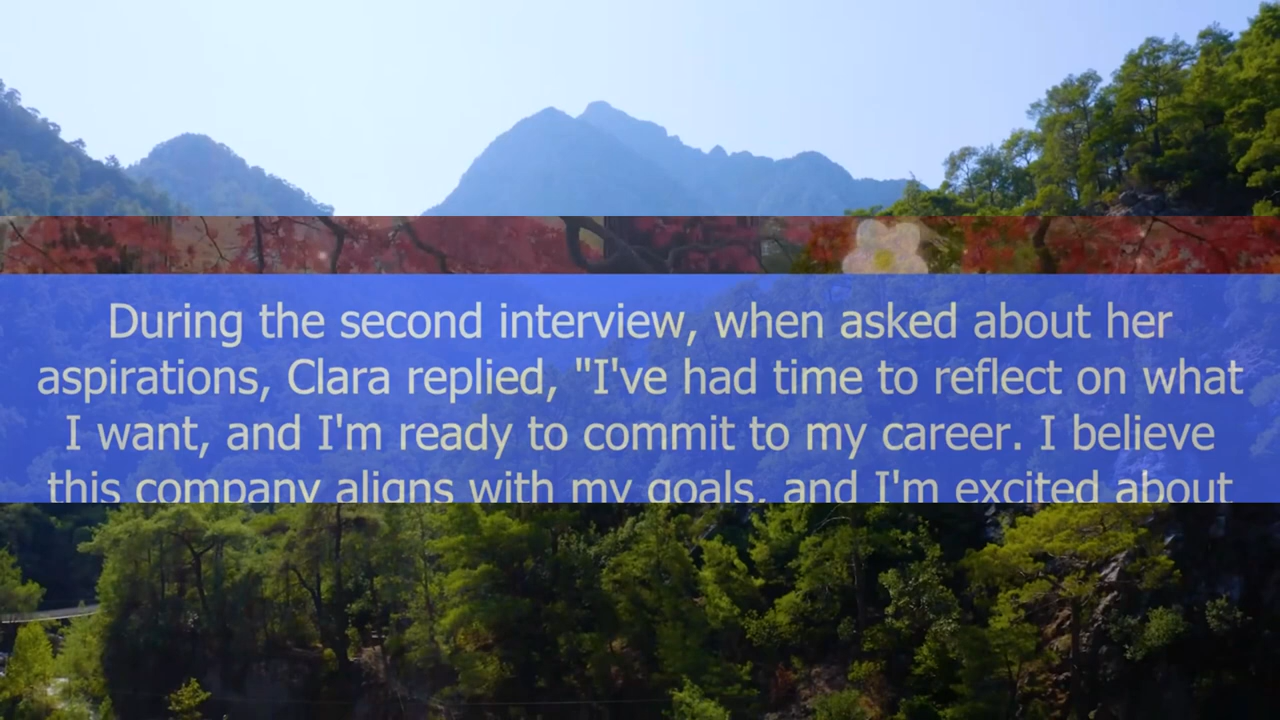 During the second interview, when asked about her
aspirations, Clara replied, "I've had time to reflect on what
I want, and I'm ready to commit to my career. I believe
this company aligns with my goals, and I'm excited about